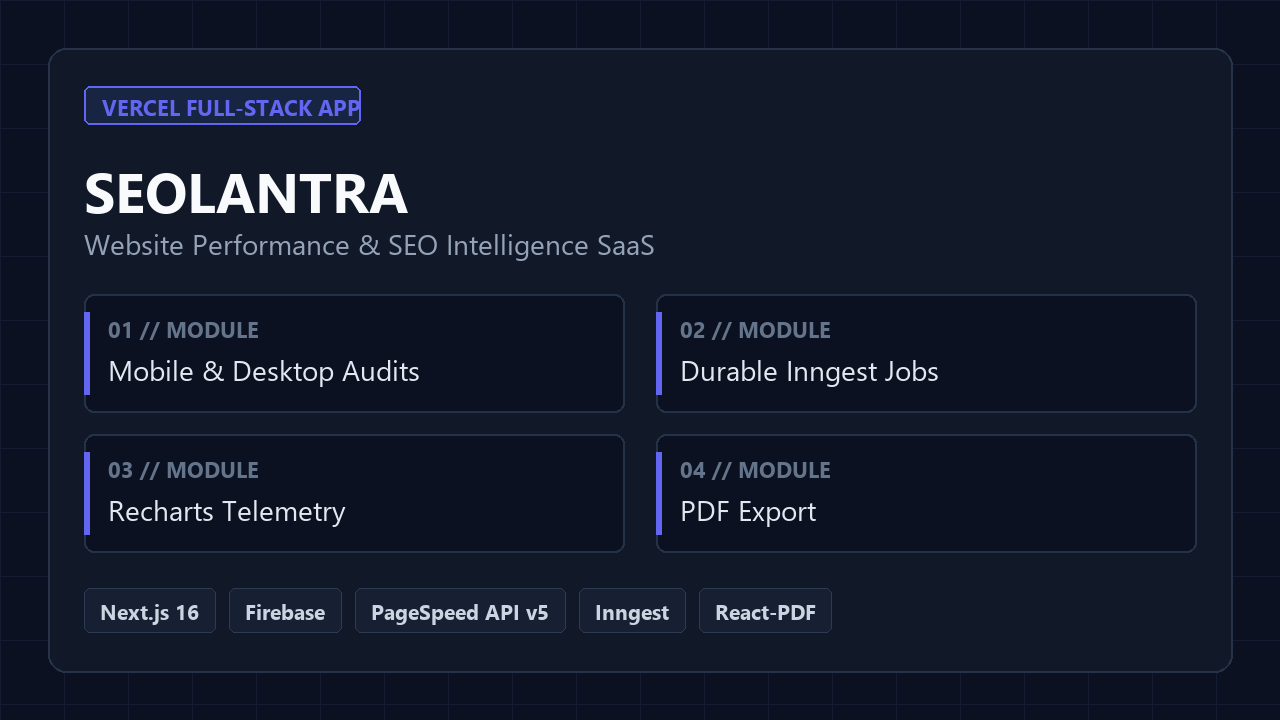 VERCEL FULL-STACK APP
SEOLANTRA
Website Performance & SEO Intelligence SaaS
01 // MODULE
Mobile & Desktop Audits
02 // MODULE
Durable Inngest Jobs
03 // MODULE
Recharts Telemetry
04 // MODULE
PDF Export
Next.js 16
Firebase
PageSpeed API v5
Inngest
React-PDF